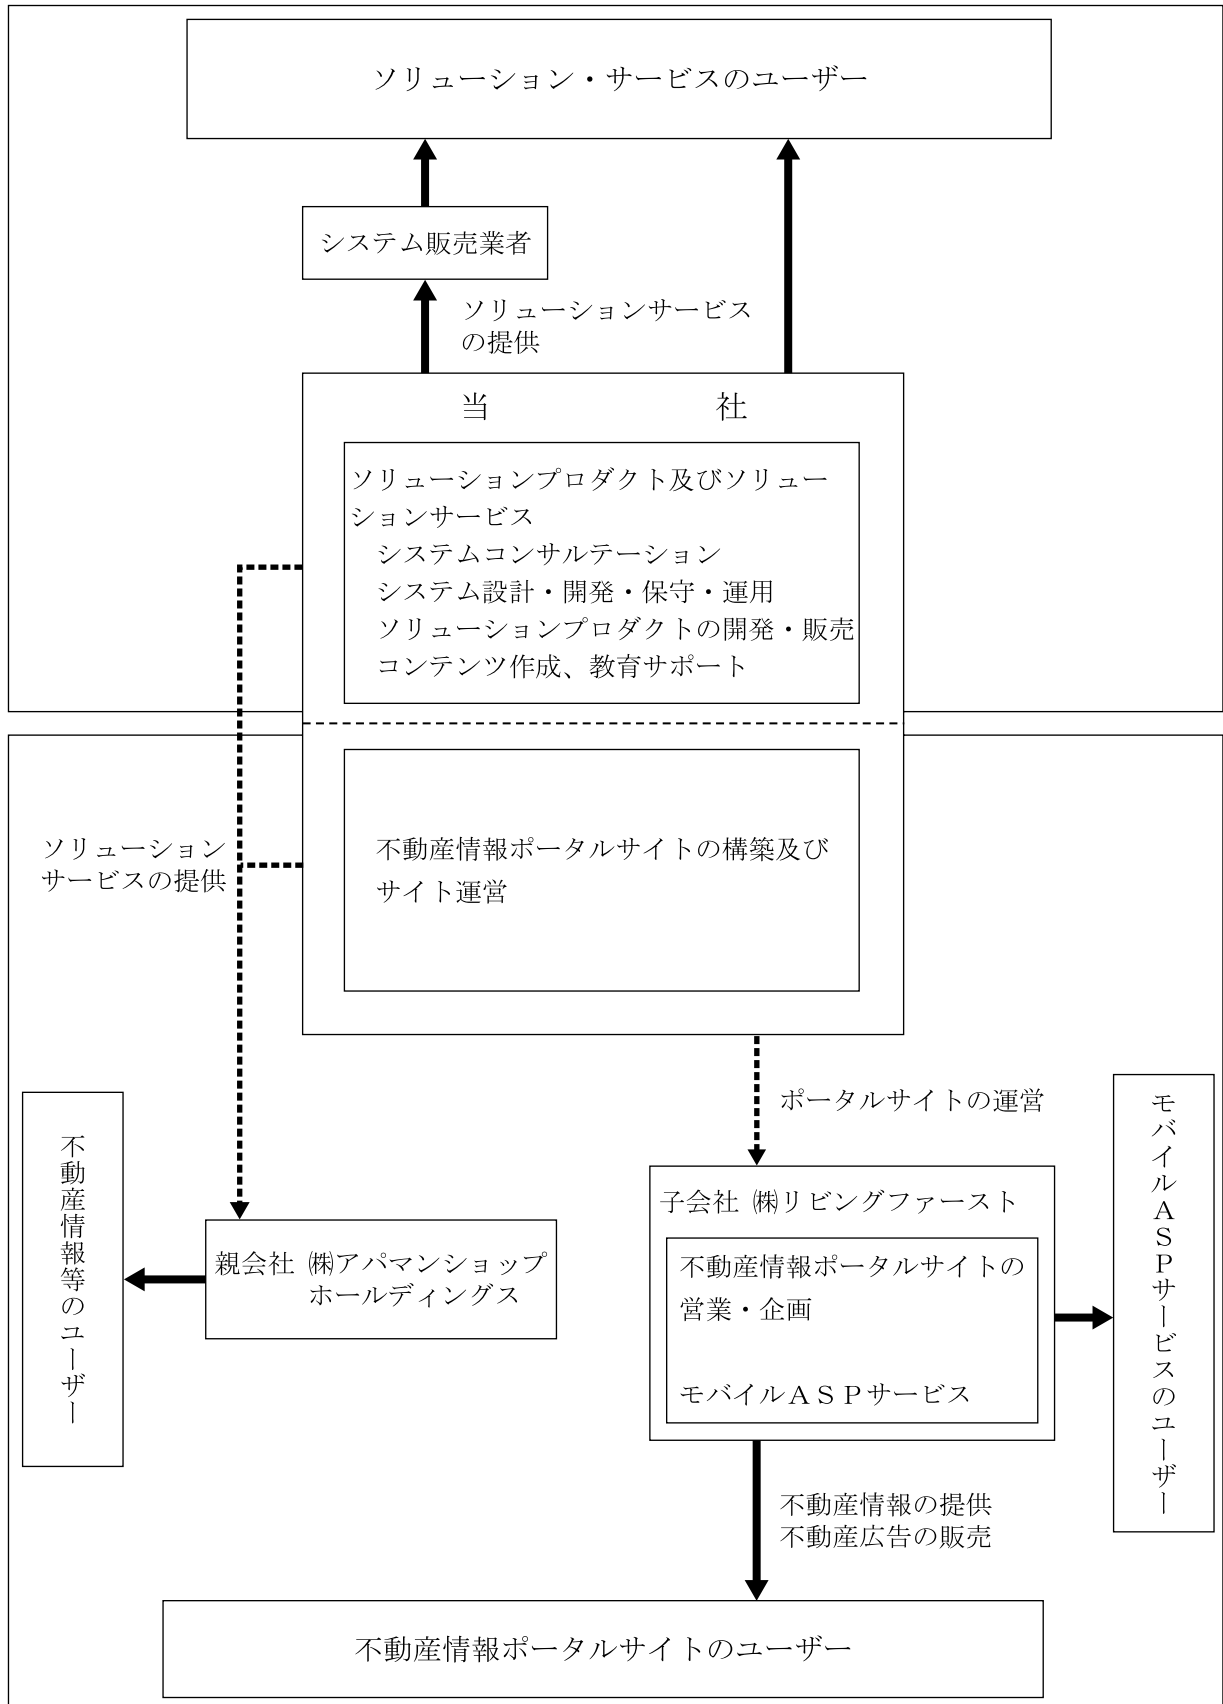 ソリューション・サービスのユーザー
システム販売業者
ソリューションサービス
の提供
当　社
ソリューションプロダクト及びソリュー
ションサービス
システムコンサルテーション
システム設計・開発・保守・運用
ソリューションプロダクトの開発・販売
コンテンツ作成、教育サポート
ソリューション
サービスの提供
不動産情報ポータルサイトの構築及び
サイト運営
ポータルサイトの運営
不動産情報等のユーザー
親会社 ㈱アパマンショップ
ホールディングス
子会社 ㈱リビングファースト
不動産情報ポータルサイトの
営業・企画
モバイルＡＳＰサービス
モバイルＡＳＰサービスのユーザー
不動産情報の提供
不動産広告の販売
不動産情報ポータルサイトのユーザー